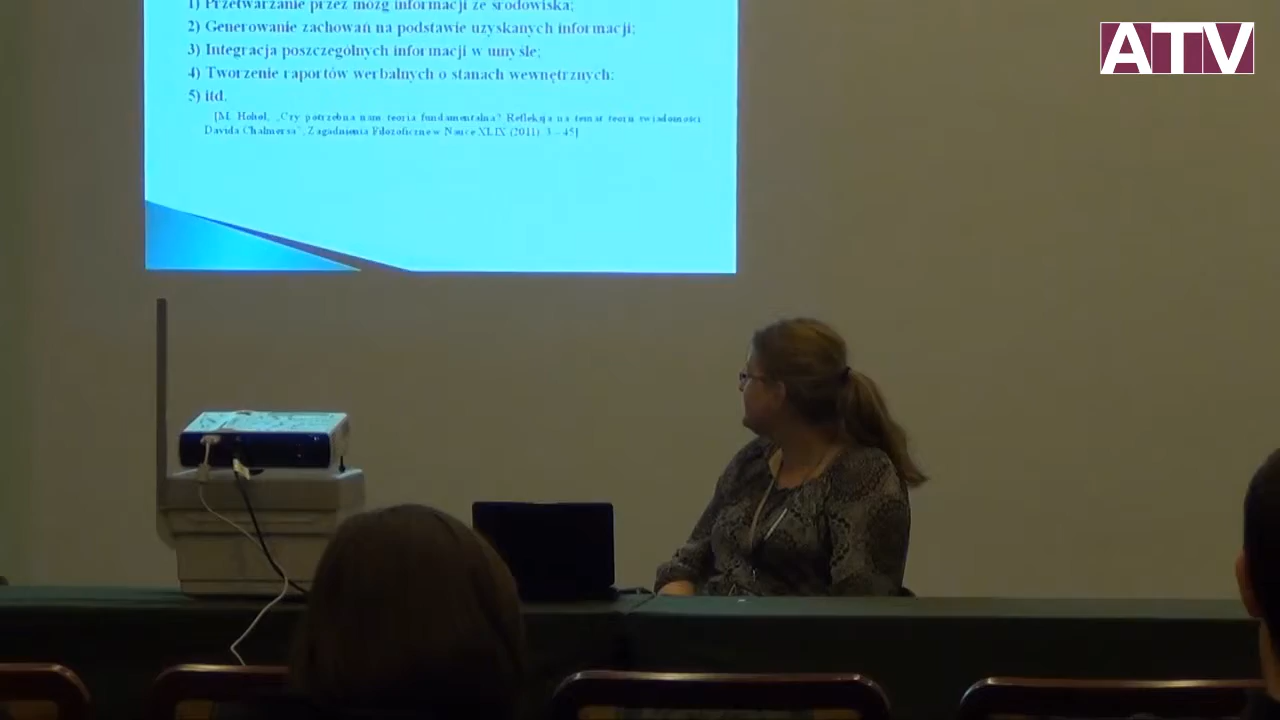 ATV
1) Przetwarzanie przez mózg informacji ze środowiska;
2) Generowanie zachowań na podstawie uzyskanych informacji;
3) Integracja poszczególnych informacji w umyśle;
4) Tworzenie raportów werbalnych o stanach wewnętrznych;
5) itd.
[M. Hohol, „Czy potrzebna nam teoria fundamentalna? Refleksja na temat teorii świadomości
Davida Chalmersa”, Zagadnienia Filozoficzne w Nauce XLIX (2011) 3 – 45]